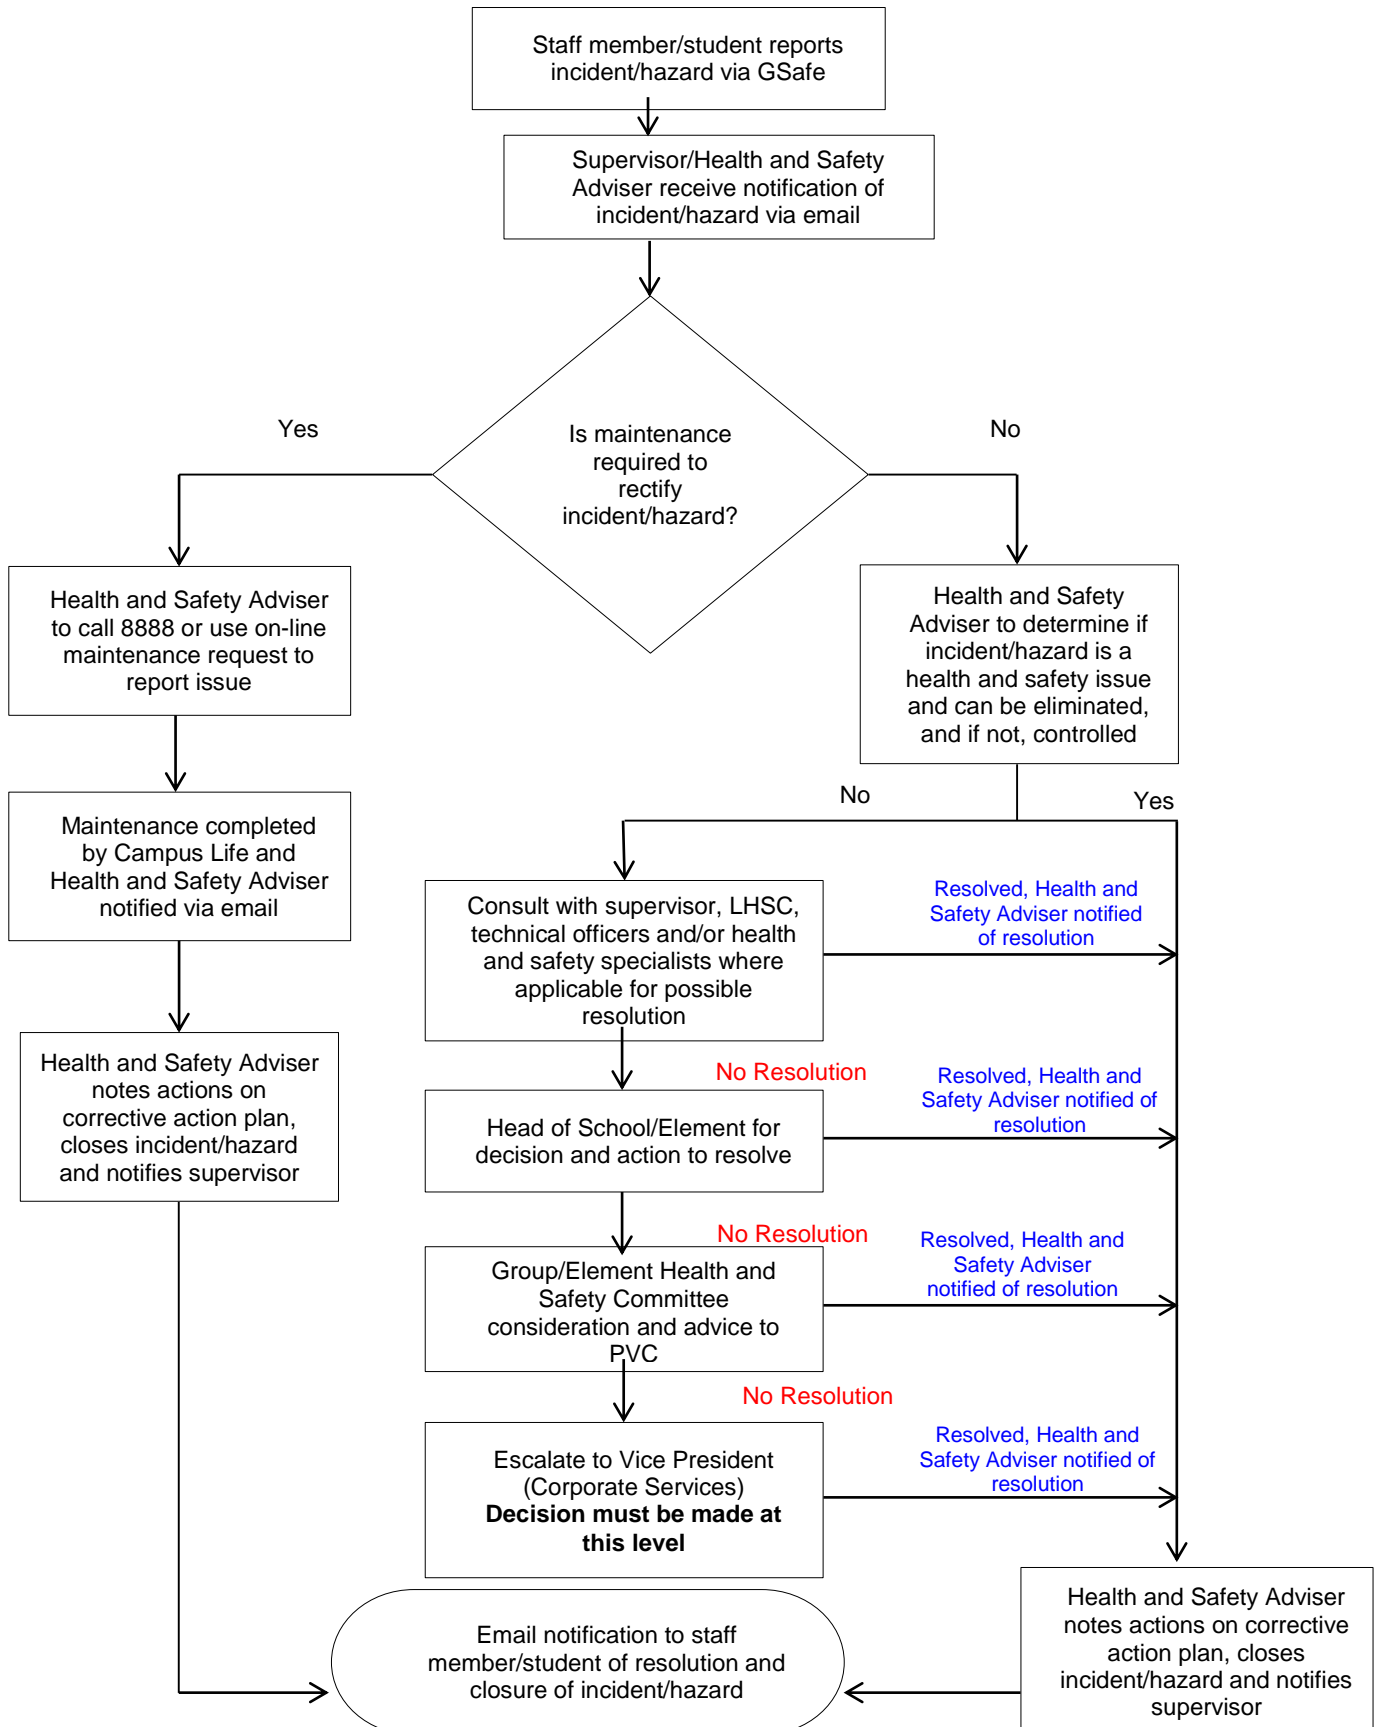 Staff member/student reports
incident/hazard via GSafe
Supervisor/Health and Safety
Adviser receive notification of
incident/hazard via email
Is maintenance
required to
rectify
incident/hazard?
Yes
No
Health and Safety Adviser
to call 8888 or use on-line
maintenance request to
report issue
Maintenance completed
by Campus Life and
Health and Safety Adviser
notified via email
Health and Safety Adviser
notes actions on
corrective action plan,
closes incident/hazard
and notifies supervisor
Health and Safety
Adviser to determine if
incident/hazard is a
health and safety issue
and can be eliminated,
and if not, controlled
No
Yes
Consult with supervisor, LHSC,
technical officers and/or health
and safety specialists where
applicable for possible
resolution
Resolved, Health and
Safety Adviser notified
of resolution
No Resolution
Head of School/Element for
decision and action to resolve
Resolved, Health and
Safety Adviser notified of
resolution
No Resolution
Group/Element Health and
Safety Committee
consideration and advice to
PVC
Resolved, Health and
Safety Adviser
notified of resolution
No Resolution
Escalate to Vice President
(Corporate Services)
Decision must be made at
this level
Resolved, Health and
Safety Adviser notified of
resolution
Health and Safety Adviser
notes actions on corrective
action plan, closes
incident/hazard and notifies
supervisor
Email notification to staff
member/student of resolution and
closure of incident/hazard